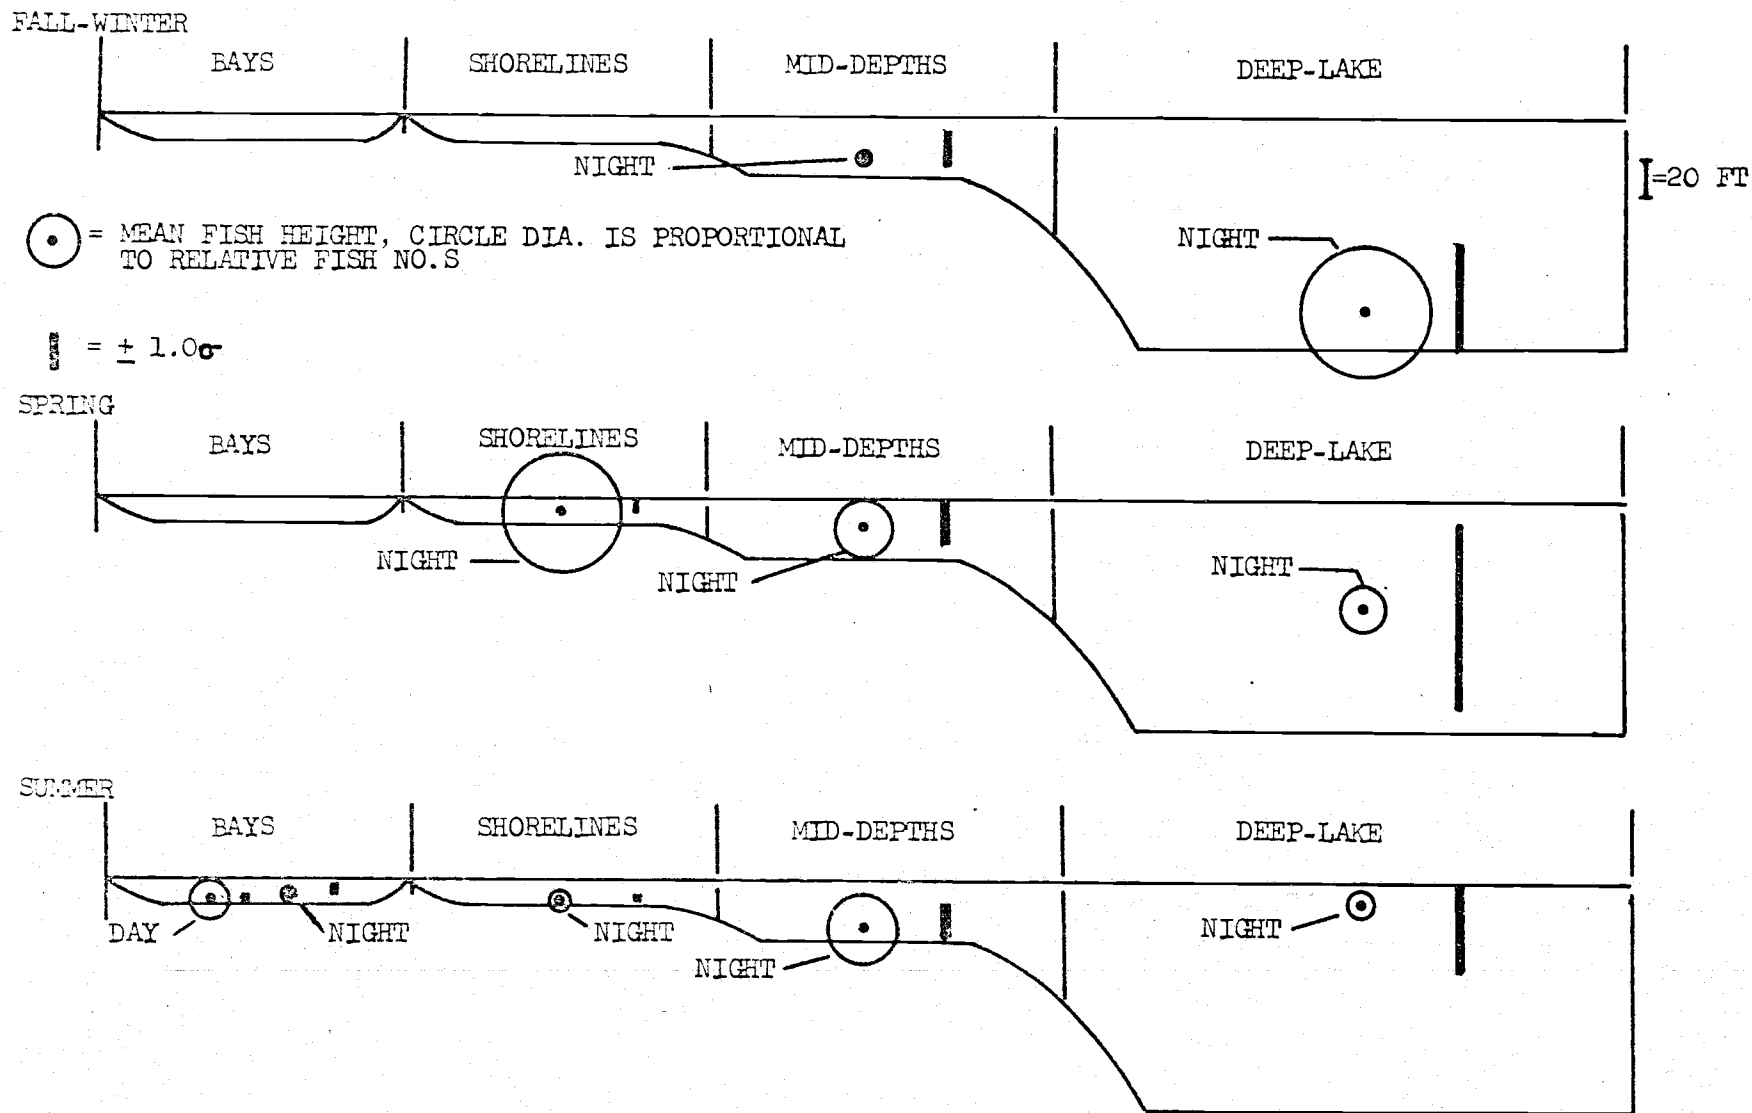 FALL-WINTER
BAYS SHORELINES MID-DEPTHS DEEP-LAKE
NIGHT
=20 FT
= MEAN FISH HEIGHT, CIRCLE DIA. IS PROPORTIONAL
TO RELATIVE FISH NO.S
NIGHT
= ± 1.0σ
SPRING
BAYS SHORELINES MID-DEPTHS DEEP-LAKE
NIGHT NIGHT NIGHT
SUMMER
BAYS SHORELINES MID-DEPTHS DEEP-LAKE
DAY NIGHT NIGHT NIGHT NIGHT